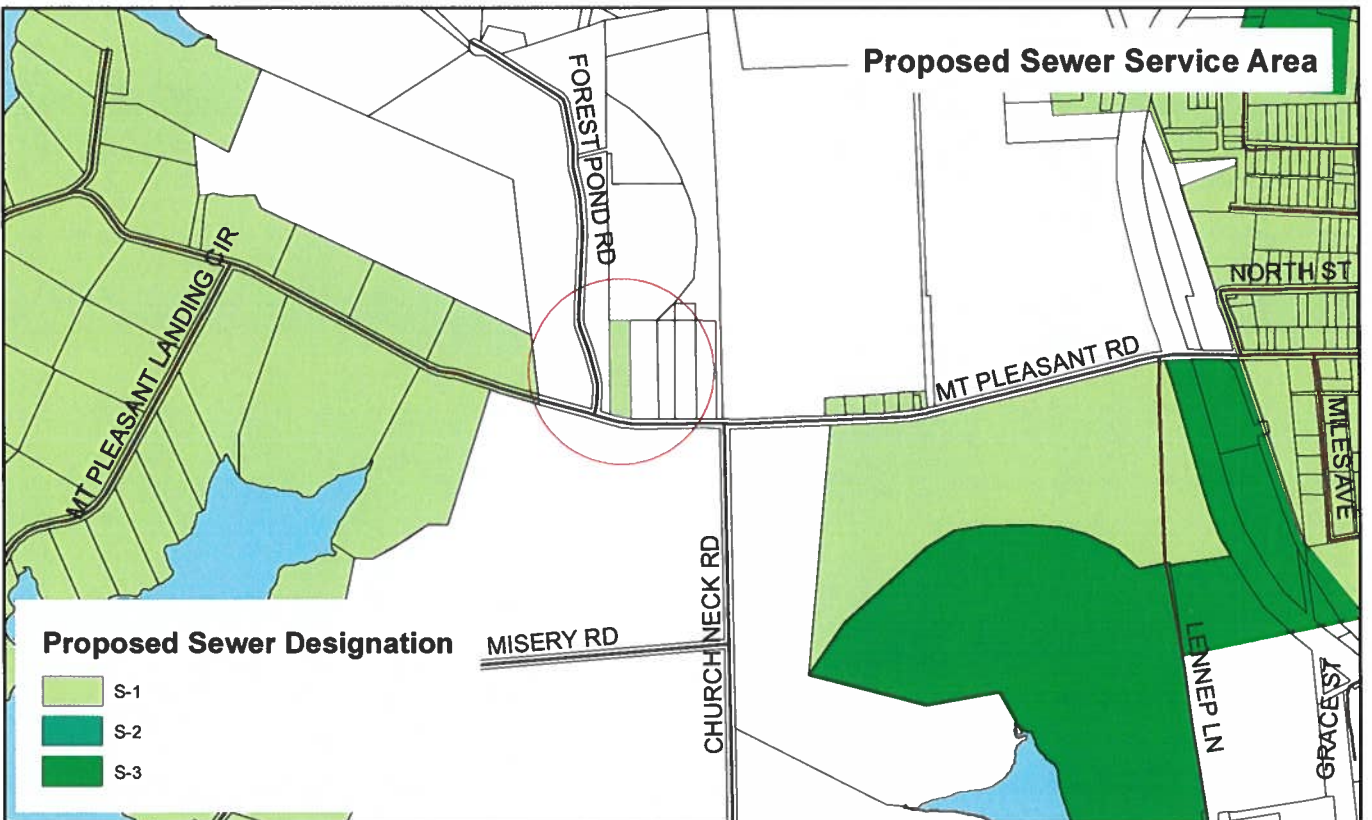 Proposed Sewer Service Area
FOREST POND RD
MT PLEASANT LANDING CIR
NORTH ST
MT PLEASANT RD
MILES AVE
CHURCH NECK RD
MISERY RD
LENNEP LN
GRACE ST
Proposed Sewer Designation
S-1
S-2
S-3